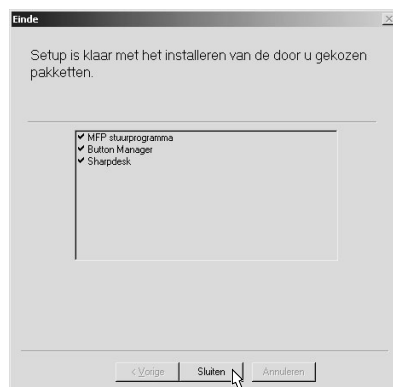 Einde
Setup is klaar met het installeren van de door u gekozen
pakketten.
MFP stuurprogramma
Button Manager
Sharpdesk
< Vorige
Sluiten
Annuleren